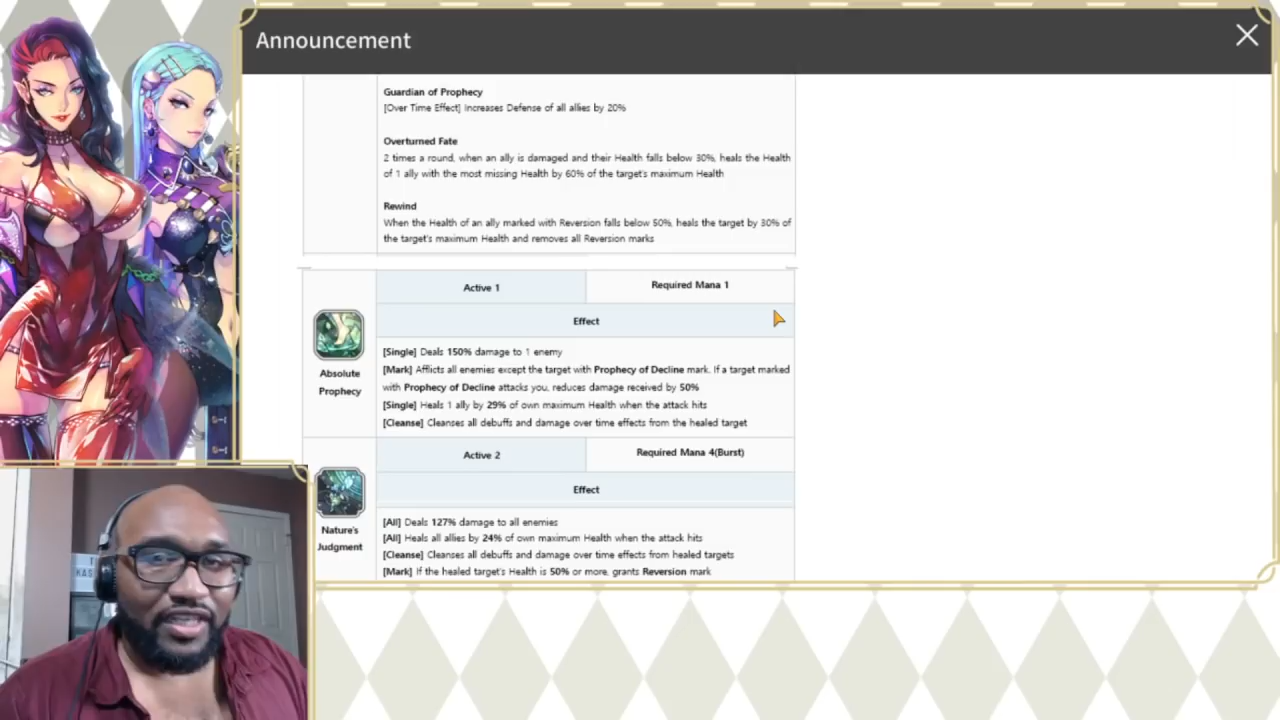 Announcement
Guardian of Prophecy
[Over Time Effect] Increases Defense of all allies by 20%
Overturned Fate
2 times a round, when an ally is damaged and their Health falls below 30%, heals the Health
of 1 ally with the most missing Health by 60% of the target's maximum Health
Rewind
When the Health of an ally marked with Reversion falls below 50%, heals the target by 30% of
the target's maximum Health and removes all Reversion marks
Active 1
Required Mana 1
Effect
Absolute
Prophecy
[Single] Deals 150% damage to 1 enemy
[Mark] Afflicts all enemies except the target with Prophecy of Decline mark. If a target marked
with Prophecy of Decline attacks you, reduces damage received by 50%
[Single] Heals 1 ally by 29% of own maximum Health when the attack hits
[Cleanse] Cleanses all debuffs and damage over time effects from the healed target
Active 2
Required Mana 4(Burst)
Effect
Nature's
Judgment
[All] Deals 127% damage to all enemies
[All] Heals all allies by 24% of own maximum Health when the attack hits
[Cleanse] Cleanses all debuffs and damage over time effects from healed targets
[Mark] If the healed target's Health is 50% or more, grants Reversion mark